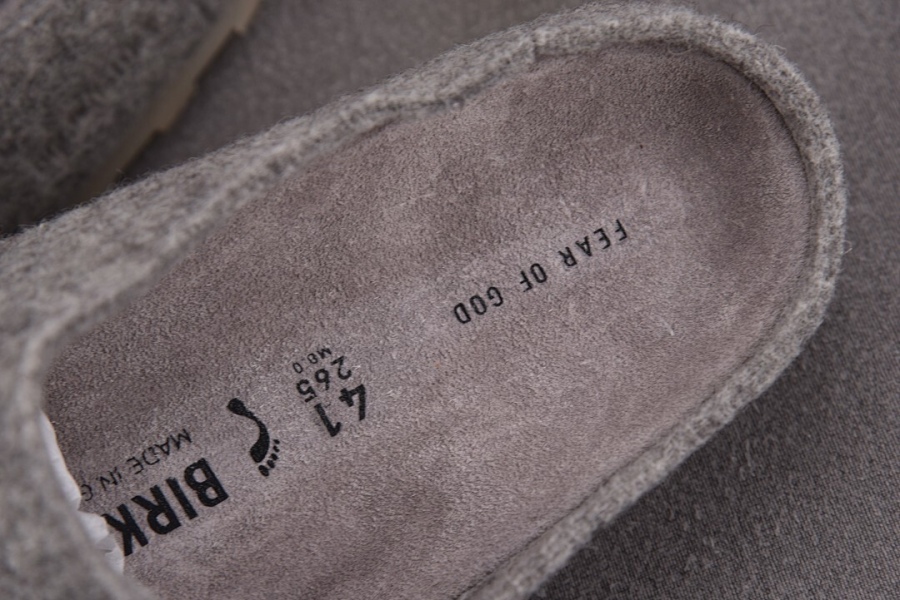 FEAR OF GOD
41
265
M8.0
BIRK
MADE IN G